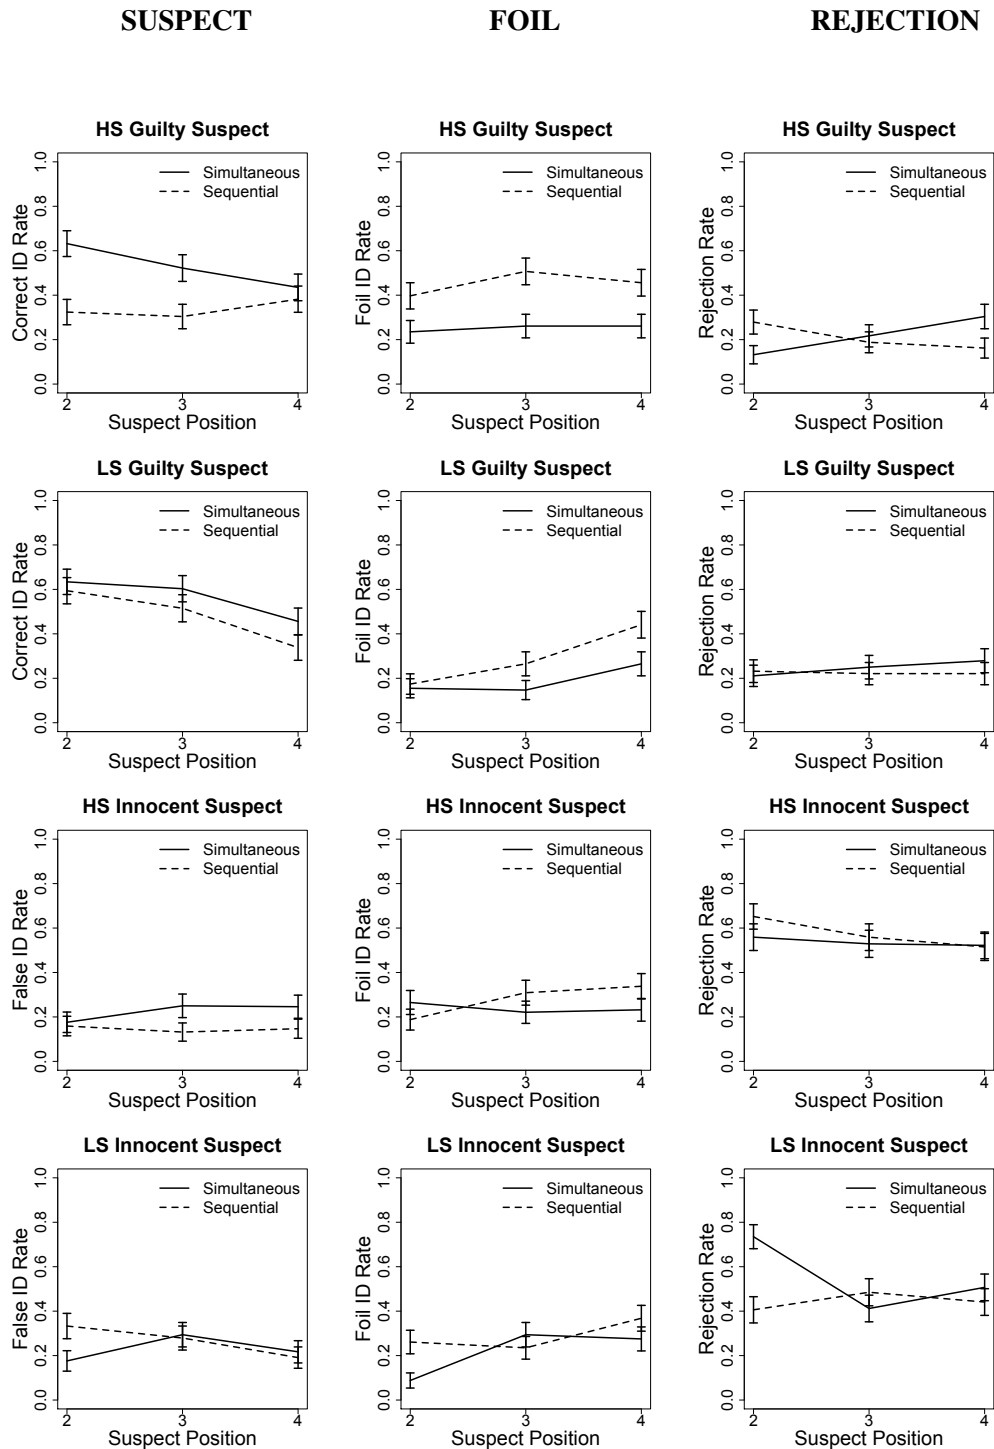 SUSPECT FOIL REJECTION
HS Guilty Suspect
Correct ID Rate
0.0 0.2 0.4 0.6 0.8 1.0
Simultaneous
Sequential
2 3 4
Suspect Position
HS Guilty Suspect
Foil ID Rate
0.0 0.2 0.4 0.6 0.8 1.0
Simultaneous
Sequential
2 3 4
Suspect Position
HS Guilty Suspect
Rejection Rate
0.0 0.2 0.4 0.6 0.8 1.0
Simultaneous
Sequential
2 3 4
Suspect Position
LS Guilty Suspect
Correct ID Rate
0.0 0.2 0.4 0.6 0.8 1.0
Simultaneous
Sequential
2 3 4
Suspect Position
LS Guilty Suspect
Foil ID Rate
0.0 0.2 0.4 0.6 0.8 1.0
Simultaneous
Sequential
2 3 4
Suspect Position
LS Guilty Suspect
Rejection Rate
0.0 0.2 0.4 0.6 0.8 1.0
Simultaneous
Sequential
2 3 4
Suspect Position
HS Innocent Suspect
False ID Rate
0.0 0.2 0.4 0.6 0.8 1.0
Simultaneous
Sequential
2 3 4
Suspect Position
HS Innocent Suspect
Foil ID Rate
0.0 0.2 0.4 0.6 0.8 1.0
Simultaneous
Sequential
2 3 4
Suspect Position
HS Innocent Suspect
Rejection Rate
0.0 0.2 0.4 0.6 0.8 1.0
Simultaneous
Sequential
2 3 4
Suspect Position
LS Innocent Suspect
False ID Rate
0.0 0.2 0.4 0.6 0.8 1.0
Simultaneous
Sequential
2 3 4
Suspect Position
LS Innocent Suspect
Foil ID Rate
0.0 0.2 0.4 0.6 0.8 1.0
Simultaneous
Sequential
2 3 4
Suspect Position
LS Innocent Suspect
Rejection Rate
0.0 0.2 0.4 0.6 0.8 1.0
Simultaneous
Sequential
2 3 4
Suspect Position